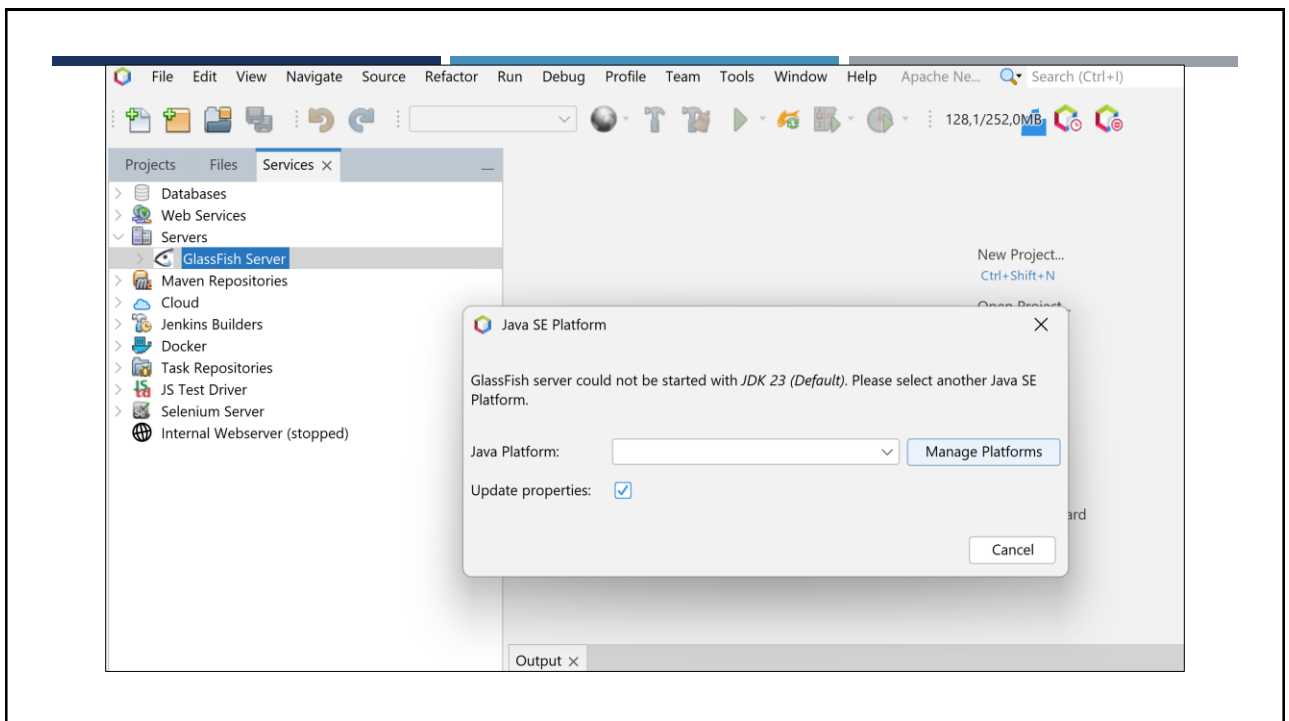 File Edit View Navigate Source Refactor Run Debug Profile Team Tools Window Help Apache Ne... Search (Ctrl+I)
128,1/252,0MB
Projects Files Services
Databases
Web Services
Servers
GlassFish Server
Maven Repositories
Cloud
Jenkins Builders
Docker
Task Repositories
JS Test Driver
Selenium Server
Internal Webserver (stopped)
New Project...
Ctrl+Shift+N
Open Project...
Java SE Platform
GlassFish server could not be started with JDK 23 (Default). Please select another Java SE
Platform.
Java Platform:
Manage Platforms
Update properties:
ard
Cancel
Output